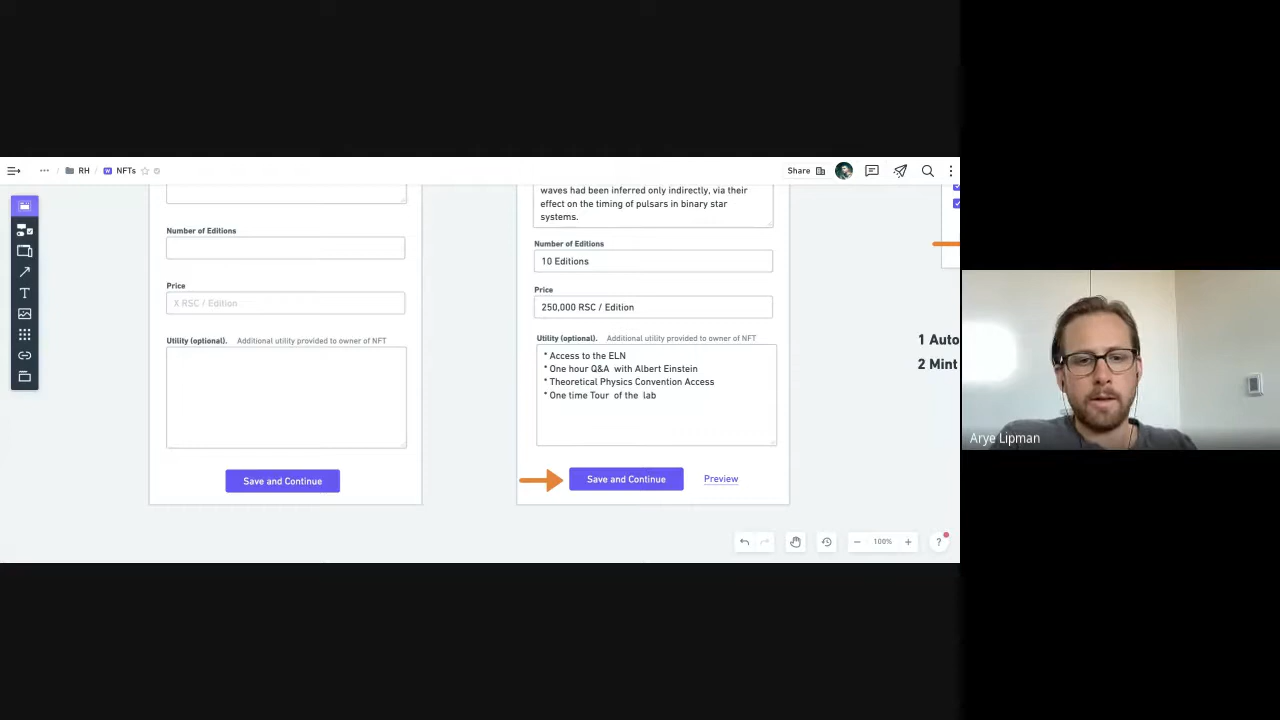 ··· / RH / NFTs
Share
waves had been inferred only indirectly, via their
effect on the timing of pulsars in binary star
systems.
Number of Editions
Price
X RSC / Edition
Utility (optional). Additional utility provided to owner of NFT
Save and Continue
Number of Editions
10 Editions
Price
250,000 RSC / Edition
Utility (optional). Additional utility provided to owner of NFT
* Access to the ELN
* One hour Q&A with Albert Einstein
* Theoretical Physics Convention Access
* One time Tour of the lab
Save and Continue Preview
1 Auto
2 Mint
T
− 100% + ?
Arye Lipman